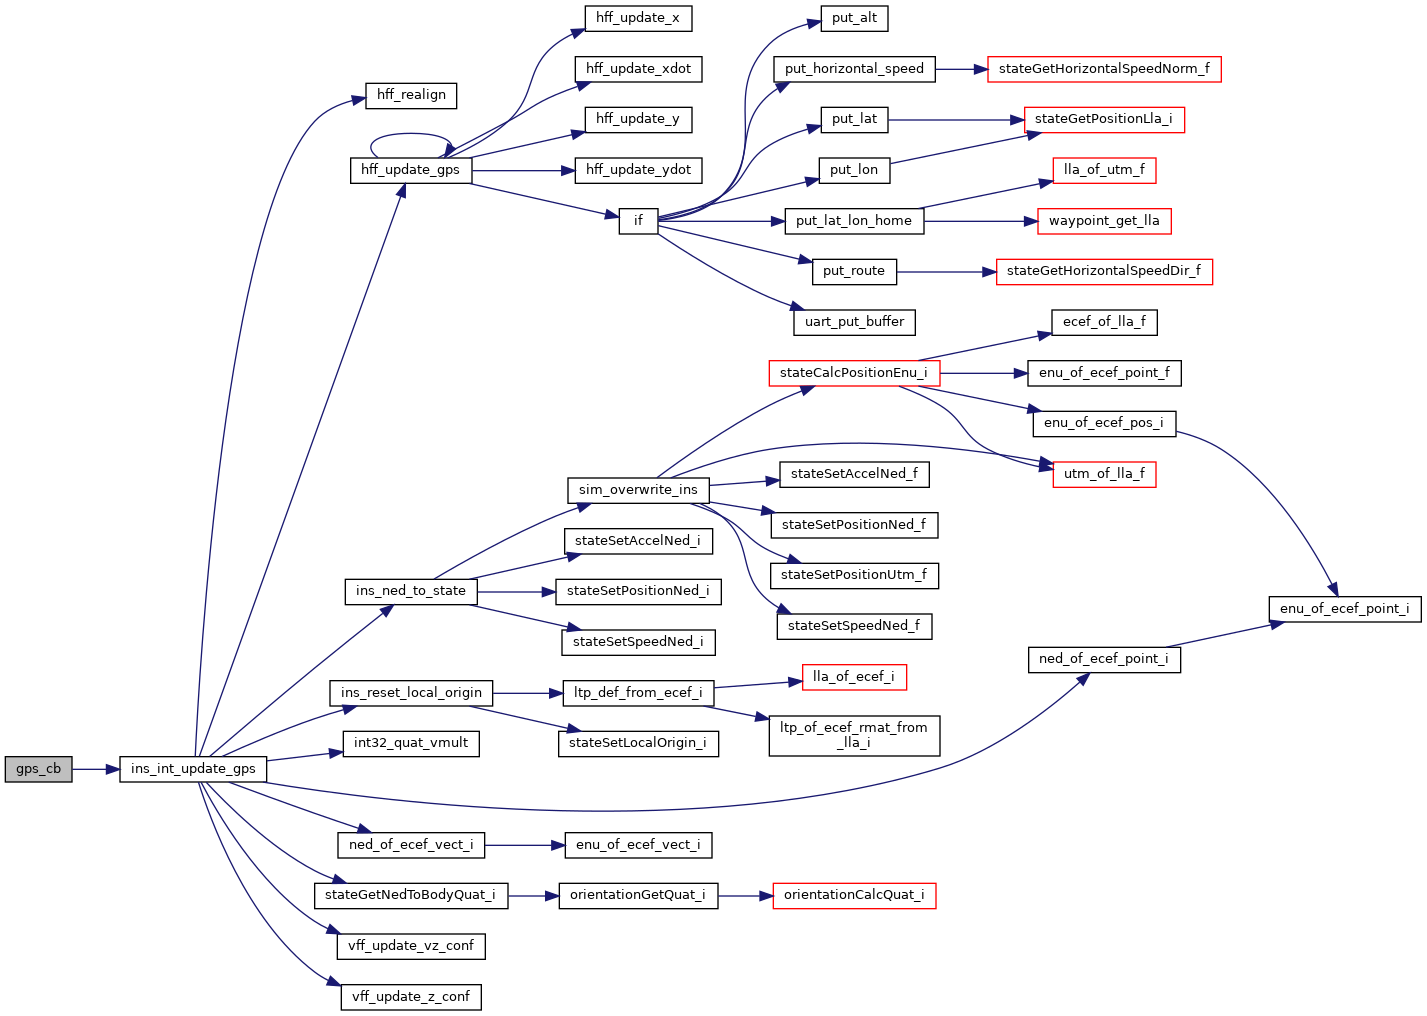 hff_update_x
put_alt
hff_update_xdot
put_horizontal_speed
stateGetHorizontalSpeedNorm_f
hff_realign
hff_update_y
put_lat
stateGetPositionLla_i
hff_update_gps
hff_update_ydot
put_lon
lla_of_utm_f
if
put_lat_lon_home
waypoint_get_lla
put_route
stateGetHorizontalSpeedDir_f
uart_put_buffer
ecef_of_lla_f
stateCalcPositionEnu_i
enu_of_ecef_point_f
enu_of_ecef_pos_i
utm_of_lla_f
sim_overwrite_ins
stateSetAccelNed_f
stateSetPositionNed_f
stateSetAccelNed_i
stateSetPositionUtm_f
ins_ned_to_state
stateSetPositionNed_i
enu_of_ecef_point_i
stateSetSpeedNed_f
stateSetSpeedNed_i
ned_of_ecef_point_i
lla_of_ecef_i
ins_reset_local_origin
ltp_def_from_ecef_i
ltp_of_ecef_rmat_from
_lla_i
int32_quat_vmult
stateSetLocalOrigin_i
gps_cb
ins_int_update_gps
ned_of_ecef_vect_i
enu_of_ecef_vect_i
stateGetNedToBodyQuat_i
orientationGetQuat_i
orientationCalcQuat_i
vff_update_vz_conf
vff_update_z_conf